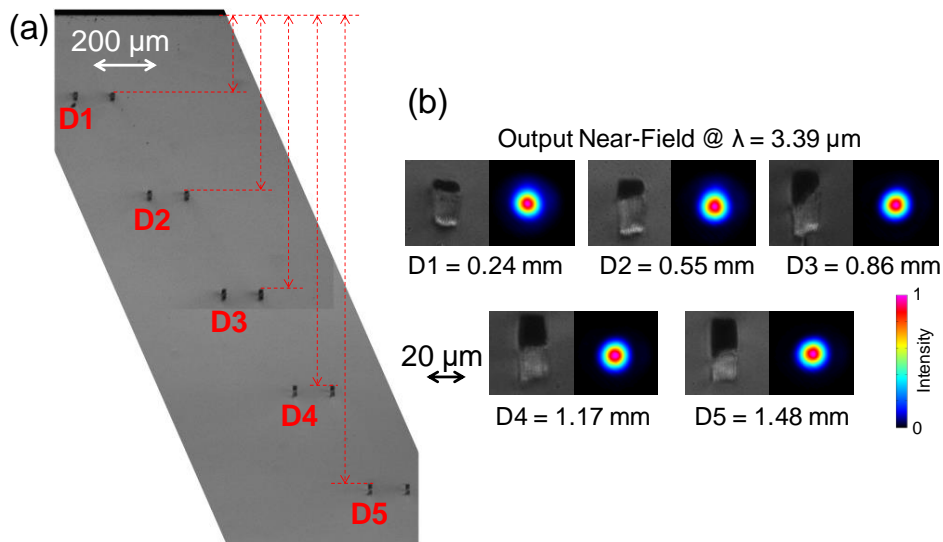 (a)
200 µm
D1
D2
D3
D4
D5
(b)
Output Near-Field @ λ = 3.39 µm
D1 = 0.24 mm
D2 = 0.55 mm
D3 = 0.86 mm
20 µm
D4 = 1.17 mm
D5 = 1.48 mm
1
Intensity
0